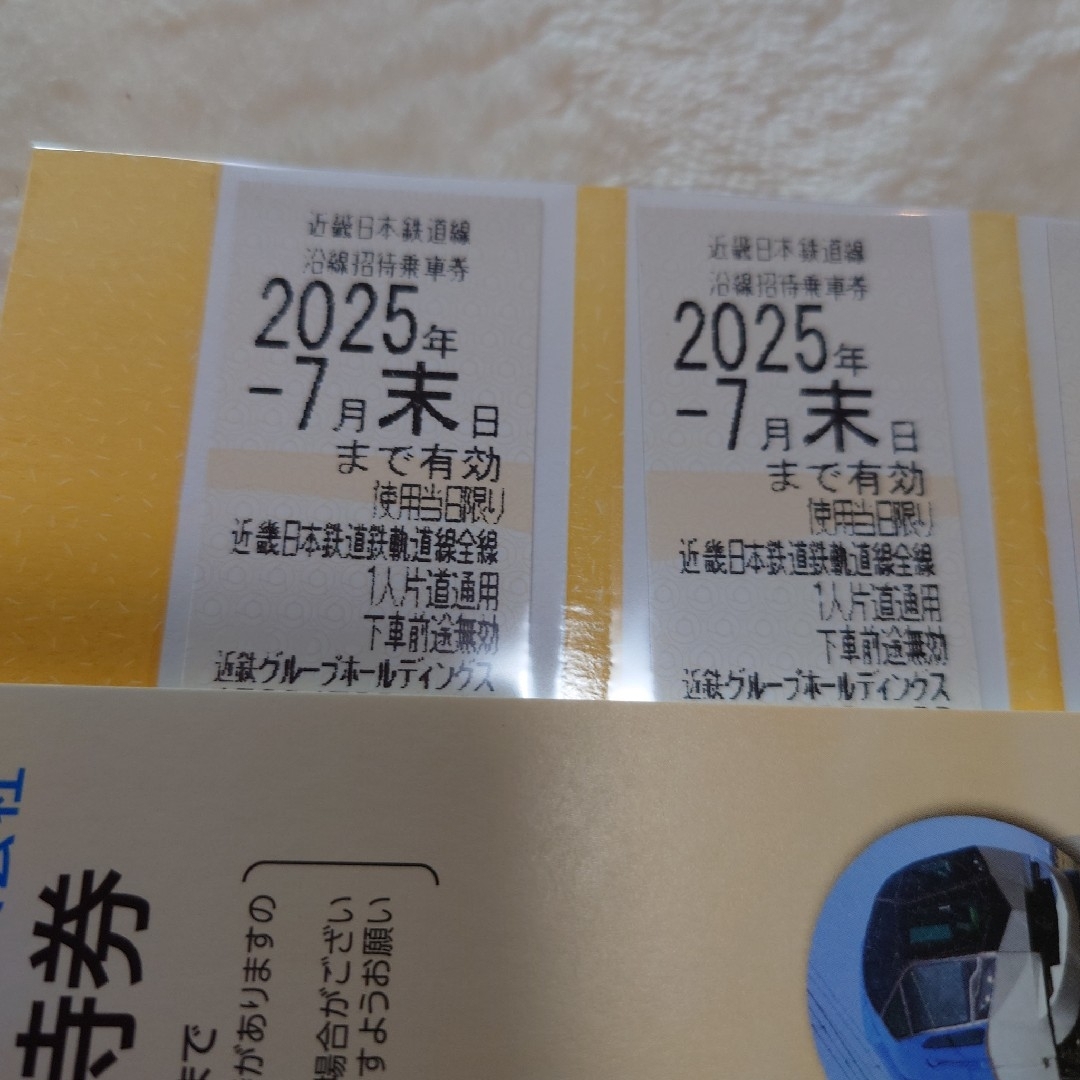 近畿日本鉄道線
沿線招待乗車券
2025年
-7月末日
まで有効
使用当日限り
近畿日本鉄道鉄軌道線全線
1人片道通用
下車前途無効
近鉄グループホールディングス
近畿日本鉄道線
沿線招待乗車券
2025年
-7月末日
まで有効
使用当日限り
近畿日本鉄道鉄軌道線全線
1人片道通用
下車前途無効
近鉄グループホールディングス
券
まで
がありますの
場合がござい
すようお願い